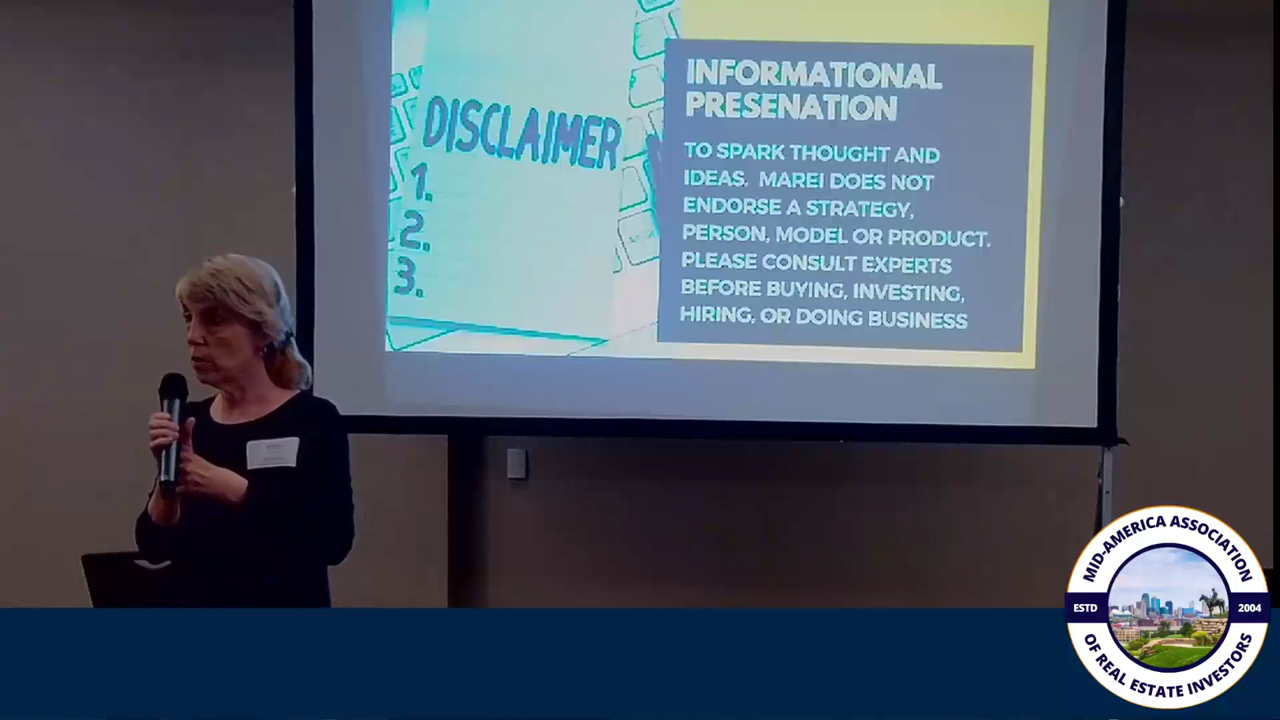 DISCLAIMER
1.
2.
3.
INFORMATIONAL
PRESENATION
TO SPARK THOUGHT AND
IDEAS. MAREI DOES NOT
ENDORSE A STRATEGY,
PERSON, MODEL OR PRODUCT.
PLEASE CONSULT EXPERTS
BEFORE BUYING, INVESTING,
HIRING, OR DOING BUSINESS
MID-AMERICA ASSOCIATION
ESTD 2004
OF REAL ESTATE INVESTORS